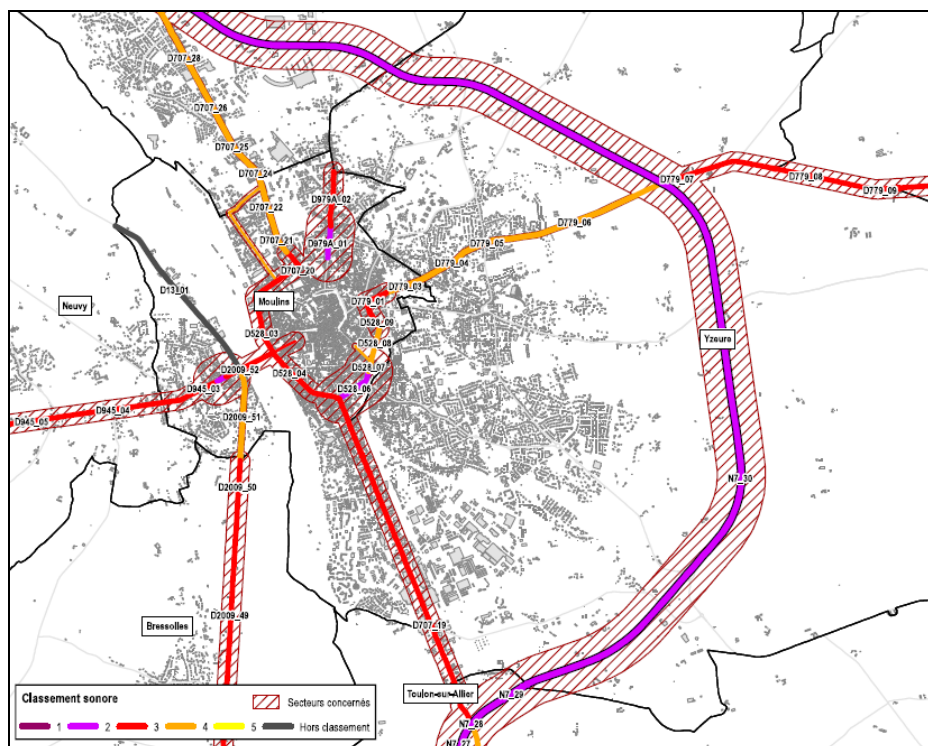 D707_28
D707_26
D707_25
D707_24
D707_22
D979A_02
D979A_01
D707_21
D707_20
D779_07
D779_08
D779_09
D779_06
D779_05
D779_04
D779_03
D779_01
D13_01
Neuvy
Moulins
D528_09
D528_03
D528_08
Yzeure
D2009_52
D528_04
D528_07
D945_03
D528_06
D945_04
D945_05
D2009_51
D2009_50
N7_30
D2009_49
Bressolles
D707_19
Toulon-sur-Allier
N7_29
N7_28
N7_27
Classement sonore
Secteurs concernés
1 2 3 4 5 Hors classement